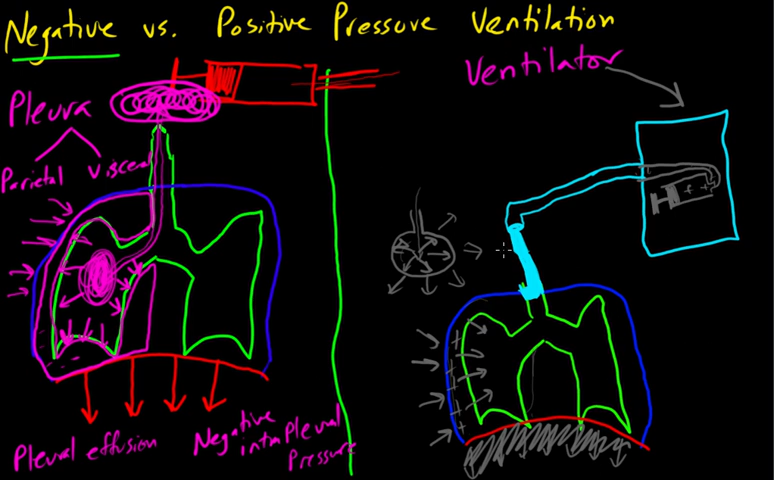 Negative vs. Positive Pressure Ventilation
Pleura
Parietal Visceral
Pleural effusion
Negative
intraPleural
Pressure
Ventilator